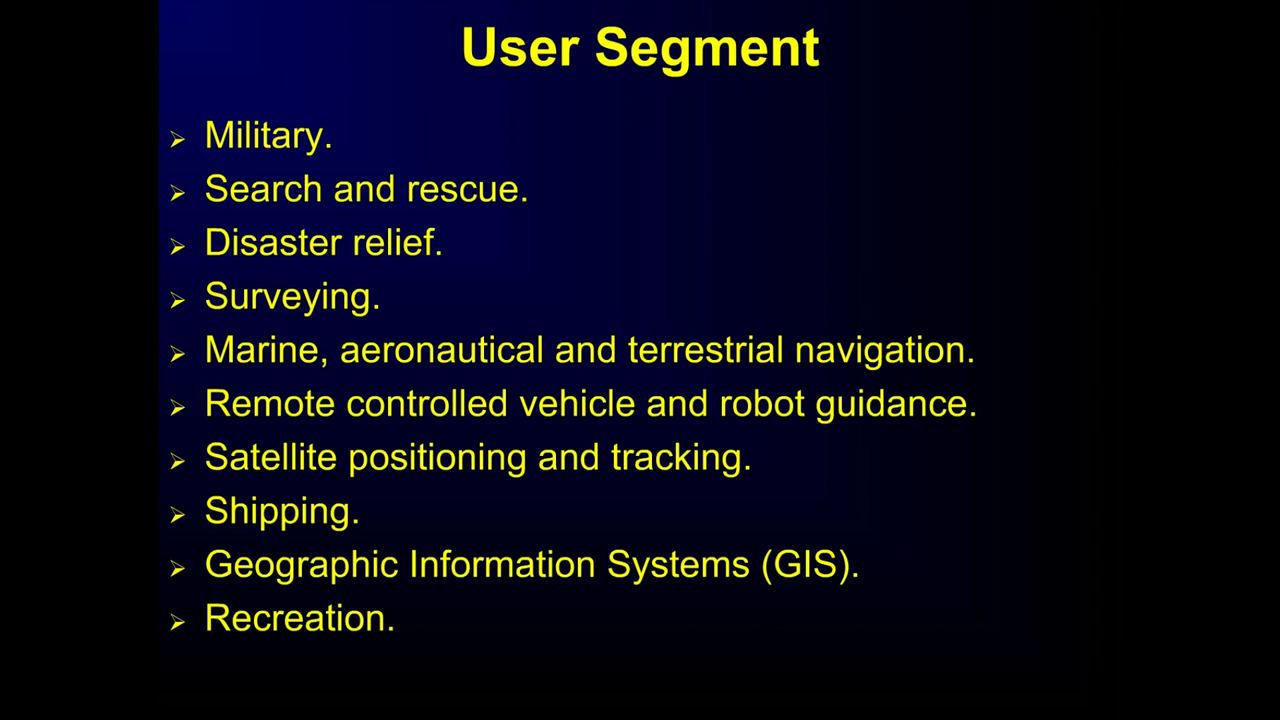 User Segment
Military.
Search and rescue.
Disaster relief.
Surveying.
Marine, aeronautical and terrestrial navigation.
Remote controlled vehicle and robot guidance.
Satellite positioning and tracking.
Shipping.
Geographic Information Systems (GIS).
Recreation.